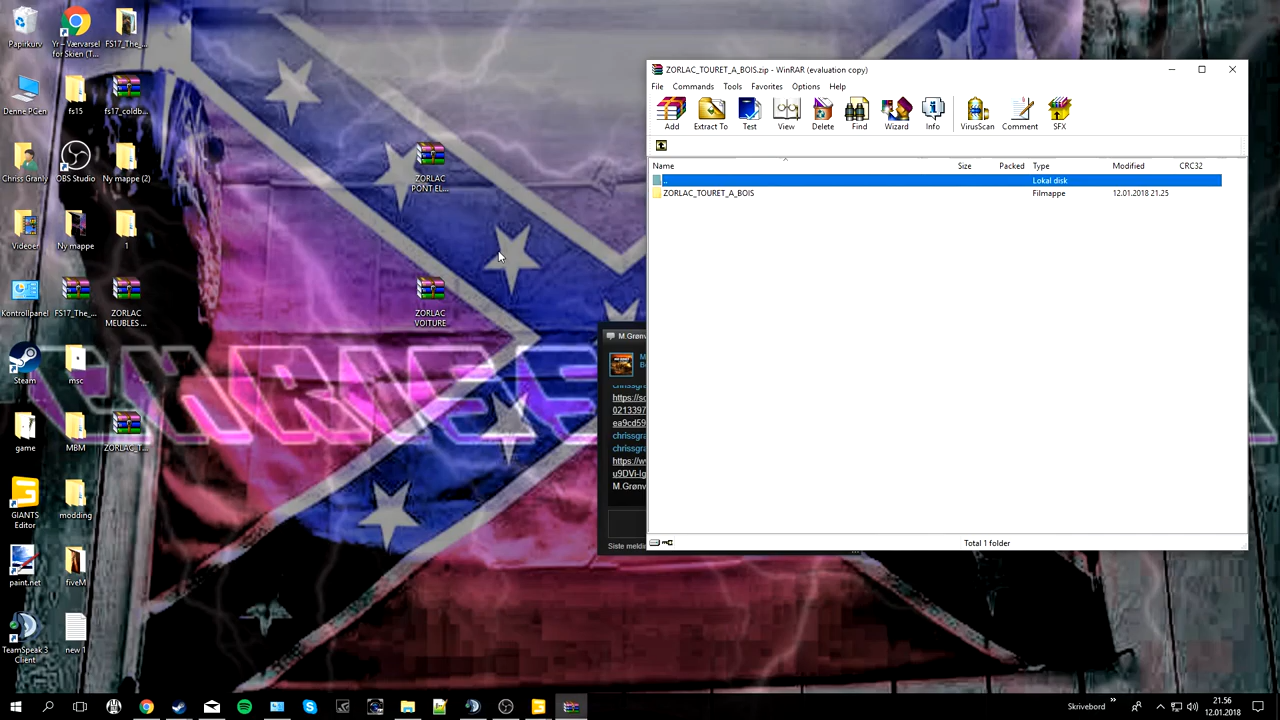 Papirkurv
Yr – Værvarsel
for Skien (T...
FS17_The_...
Denne PCen
fs15
fs17_coldb...
Chriss Granly
OBS Studio
Ny mappe (2)
Videoer
Ny mappe
1
Kontrollpanel
FS17_The_...
ZORLAC
MEUBLES ...
Steam
msc
game
MBM
ZORLAC_T...
GIANTS
Editor
modding
paint.net
fiveM
TeamSpeak 3
Client
new 1
ZORLAC
PONT EL...
ZORLAC
VOITURE
ZORLAC_TOURET_A_BOIS.zip - WinRAR (evaluation copy)
File Commands Tools Favorites Options Help
Add Extract To Test View Delete Find Wizard Info VirusScan Comment SFX
Name Size Packed Type Modified CRC32
.. Lokal disk
ZORLAC_TOURET_A_BOIS Filmappe 12.01.2018 21.25
Total 1 folder
M.Grønv
chrissgra
https://sc
0213397
ea9cd59
chrissgra
chrissgra
https://w
u9DVi-Ig
M.Grønv
Siste meldi
Skrivebord
21.56
12.01.2018